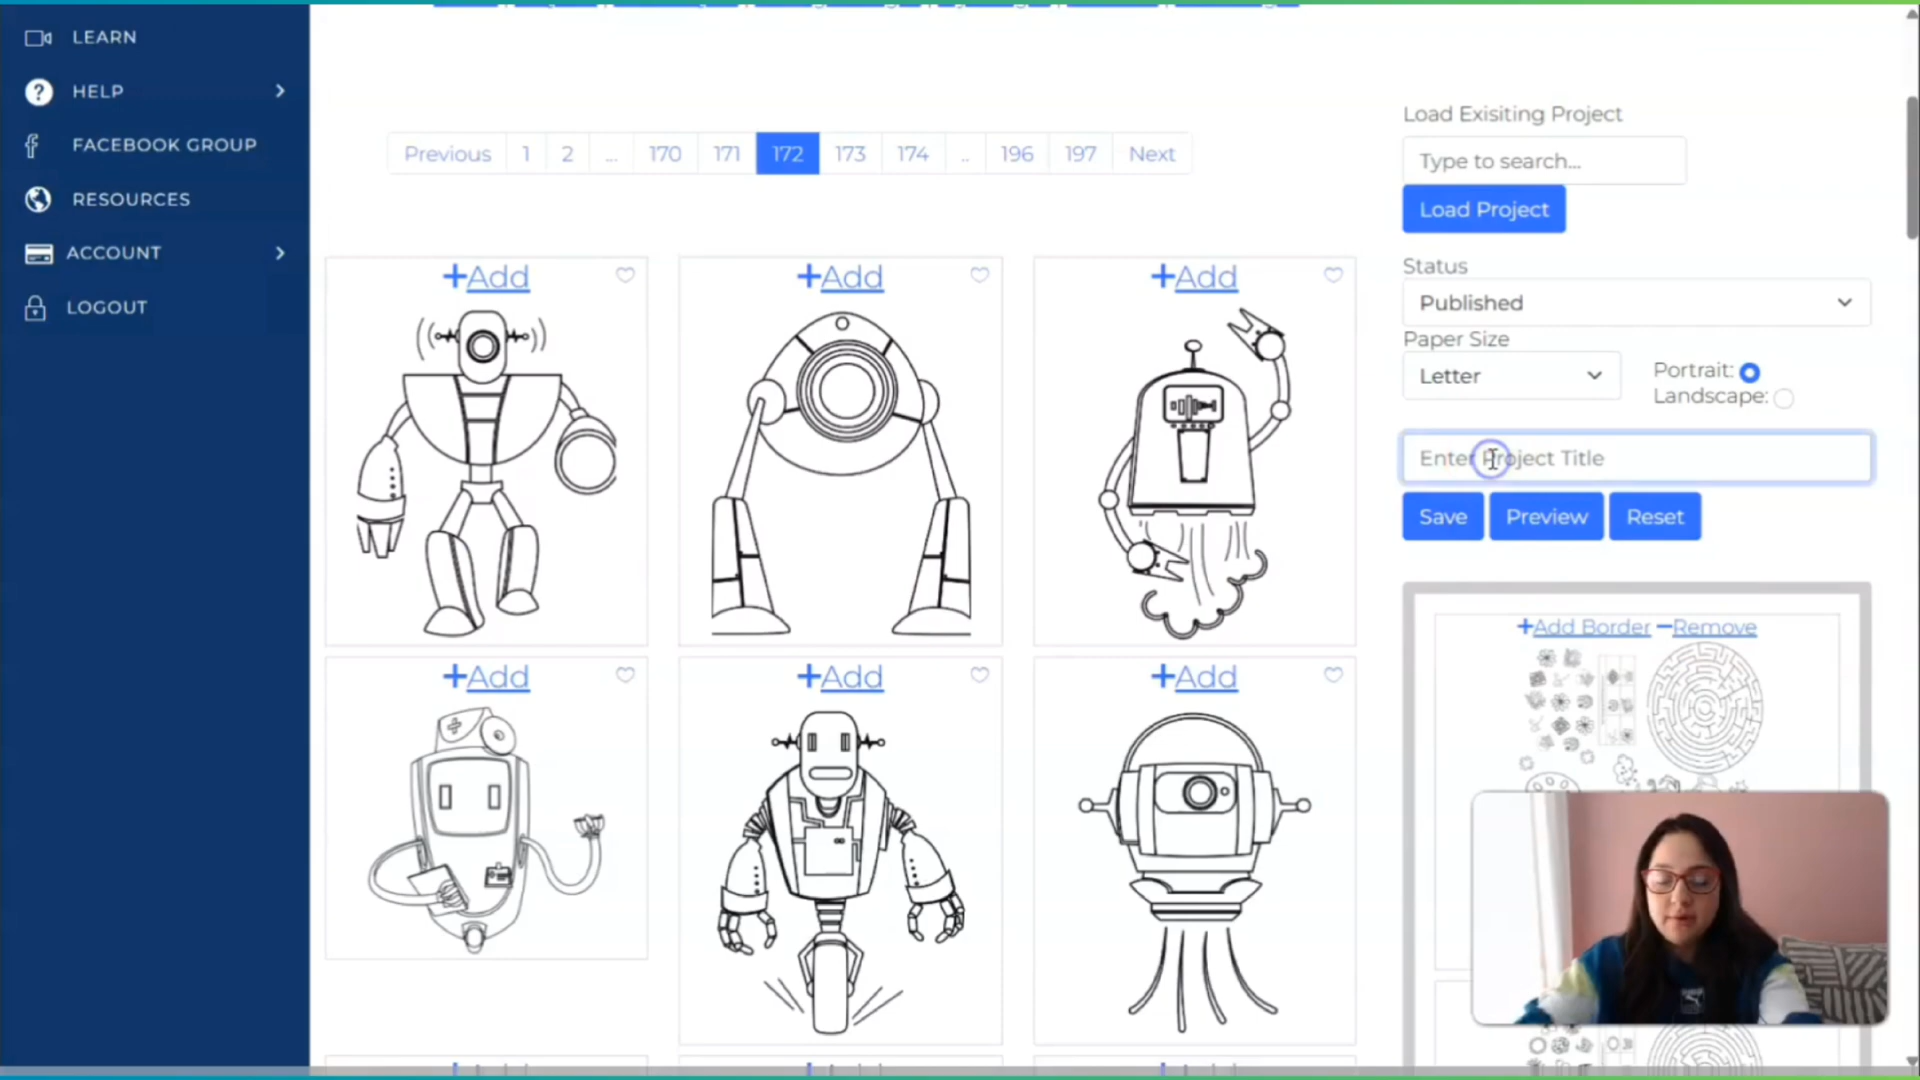 LEARN
HELP
FACEBOOK GROUP
RESOURCES
ACCOUNT
LOGOUT
Previous 1 2 ... 170 171 172 173 174 .. 196 197 Next
+Add
+Add
+Add
+Add
+Add
+Add
Load Exisiting Project
Type to search...
Load Project
Status
Published
Paper Size
Letter
Portrait:
Landscape:
Enter Project Title
Save Preview Reset
+Add Border −Remove